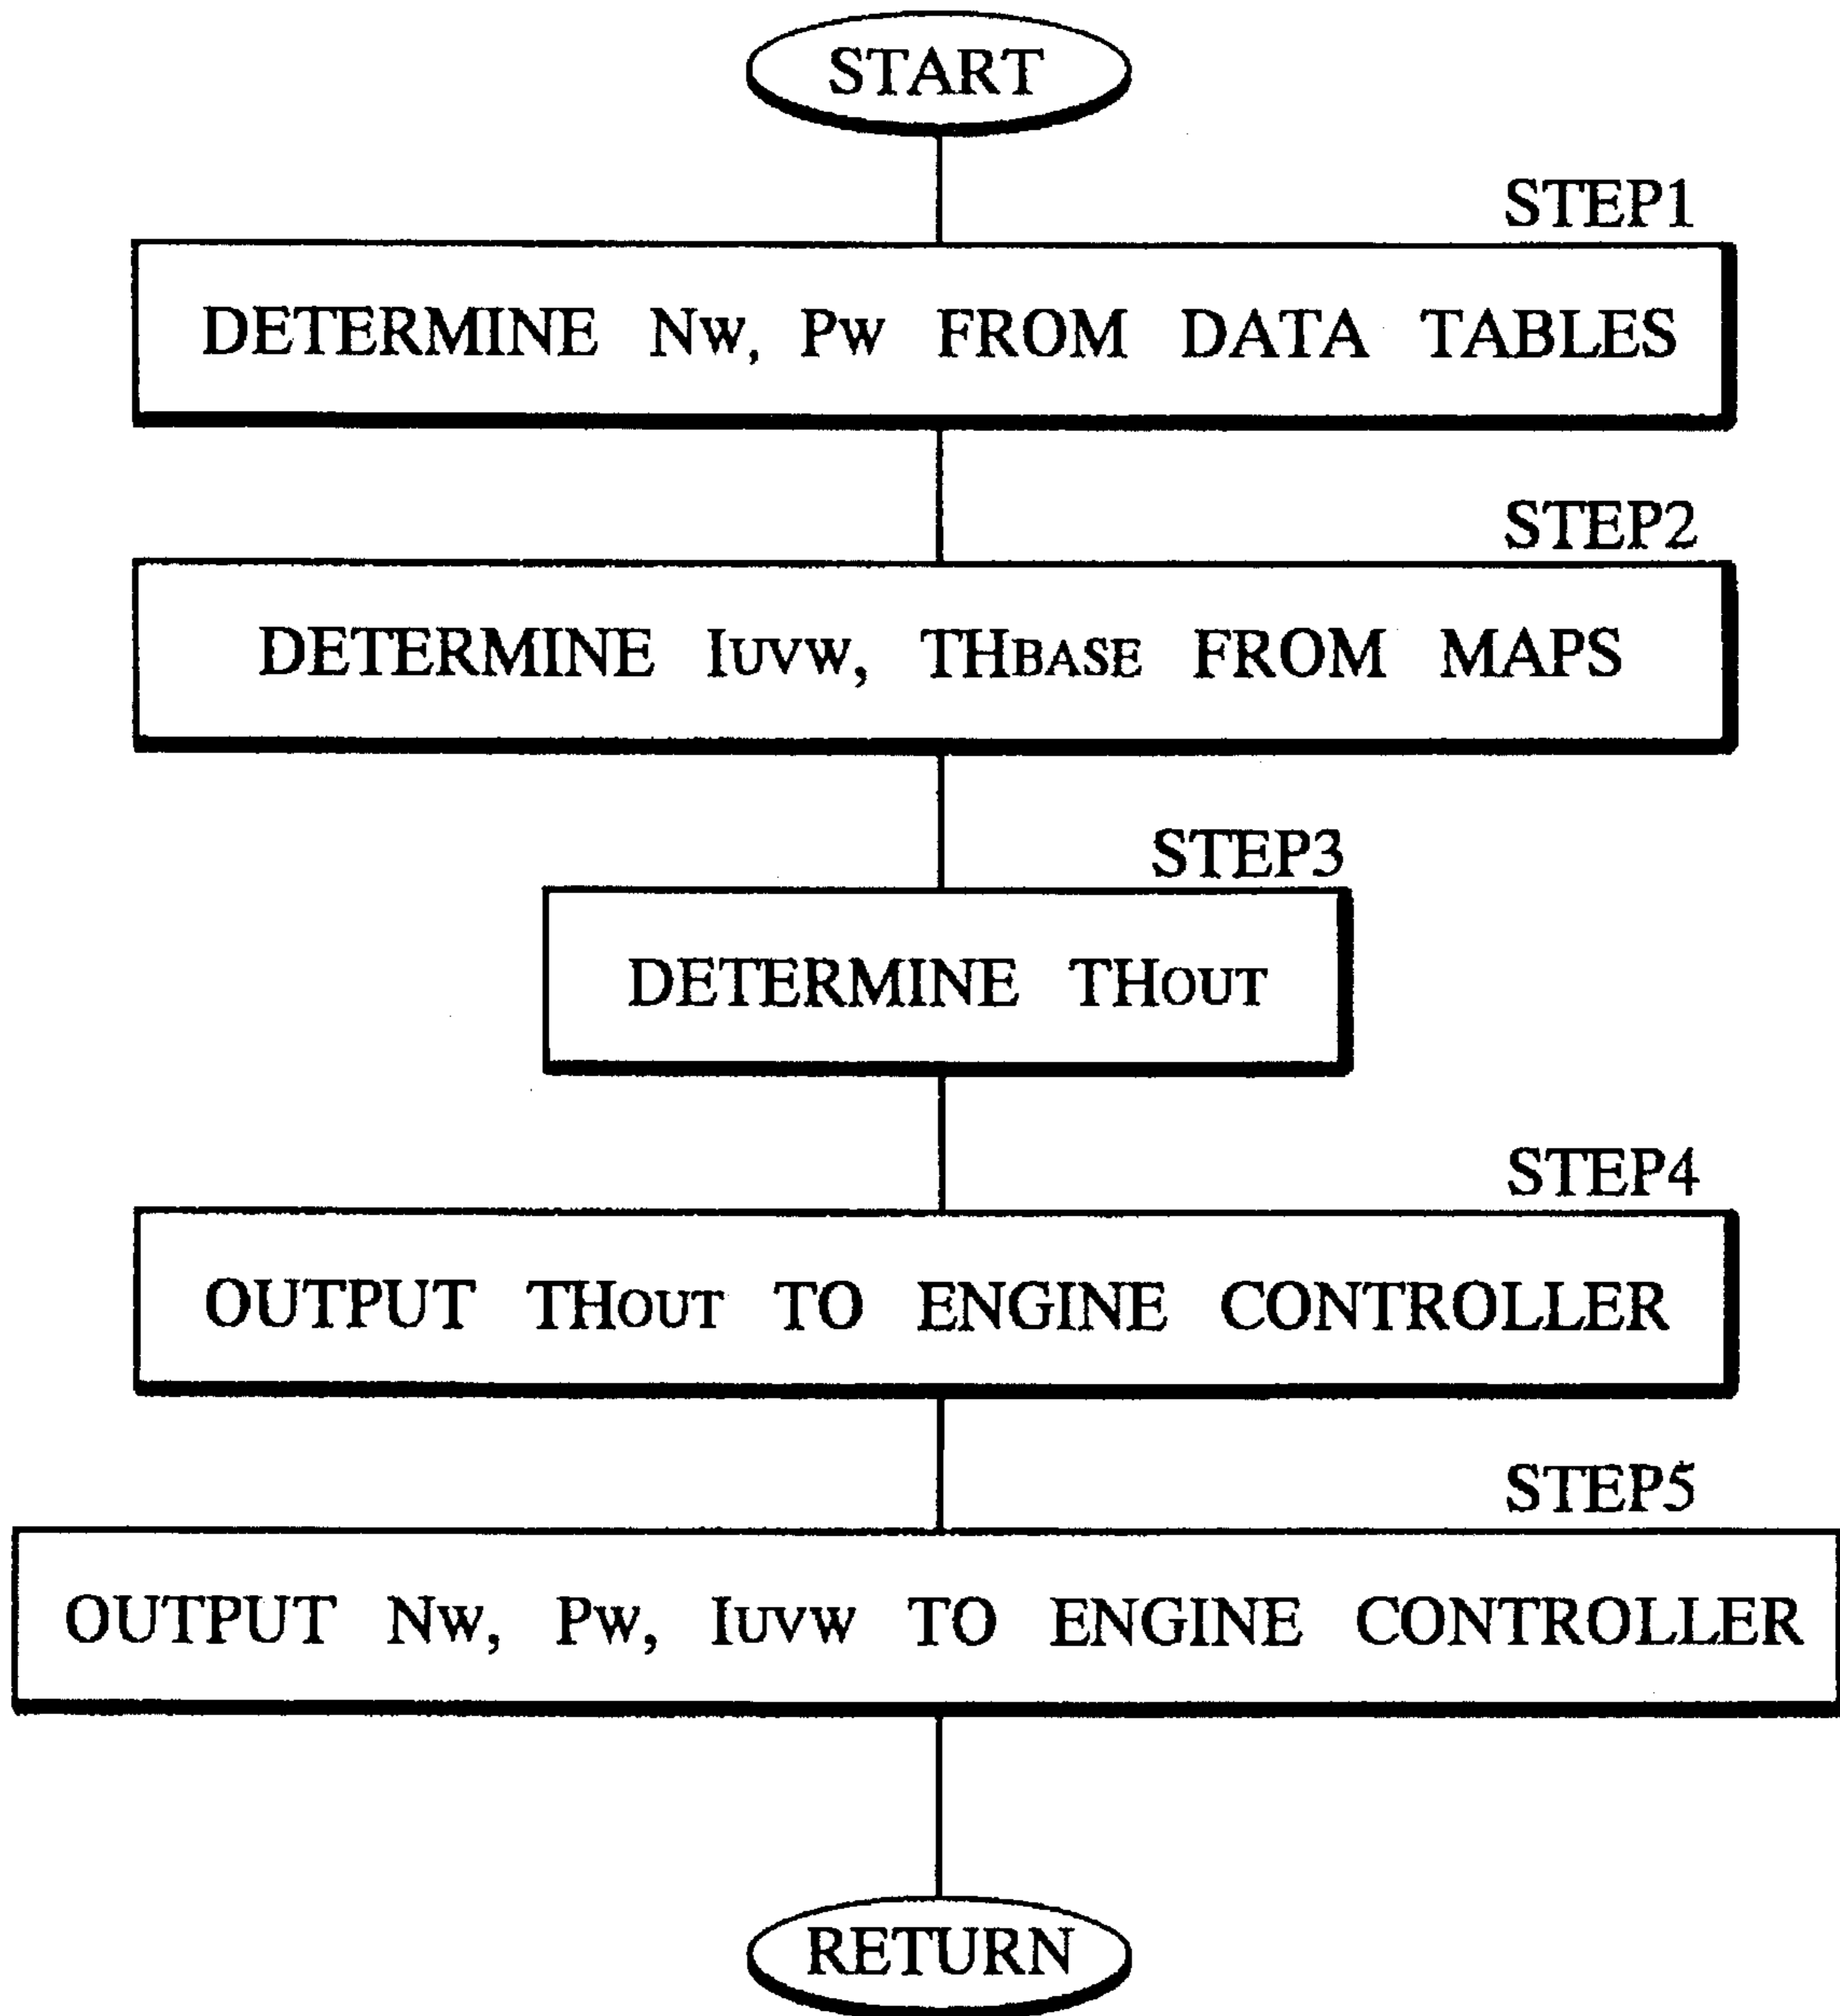 START
STEP1
DETERMINE Nw, Pw FROM DATA TABLES
STEP2
DETERMINE IUVW, THBASE FROM MAPS
STEP3
DETERMINE THOUT
STEP4
OUTPUT THOUT TO ENGINE CONTROLLER
STEP5
OUTPUT Nw, Pw, IUVW TO ENGINE CONTROLLER
RETURN